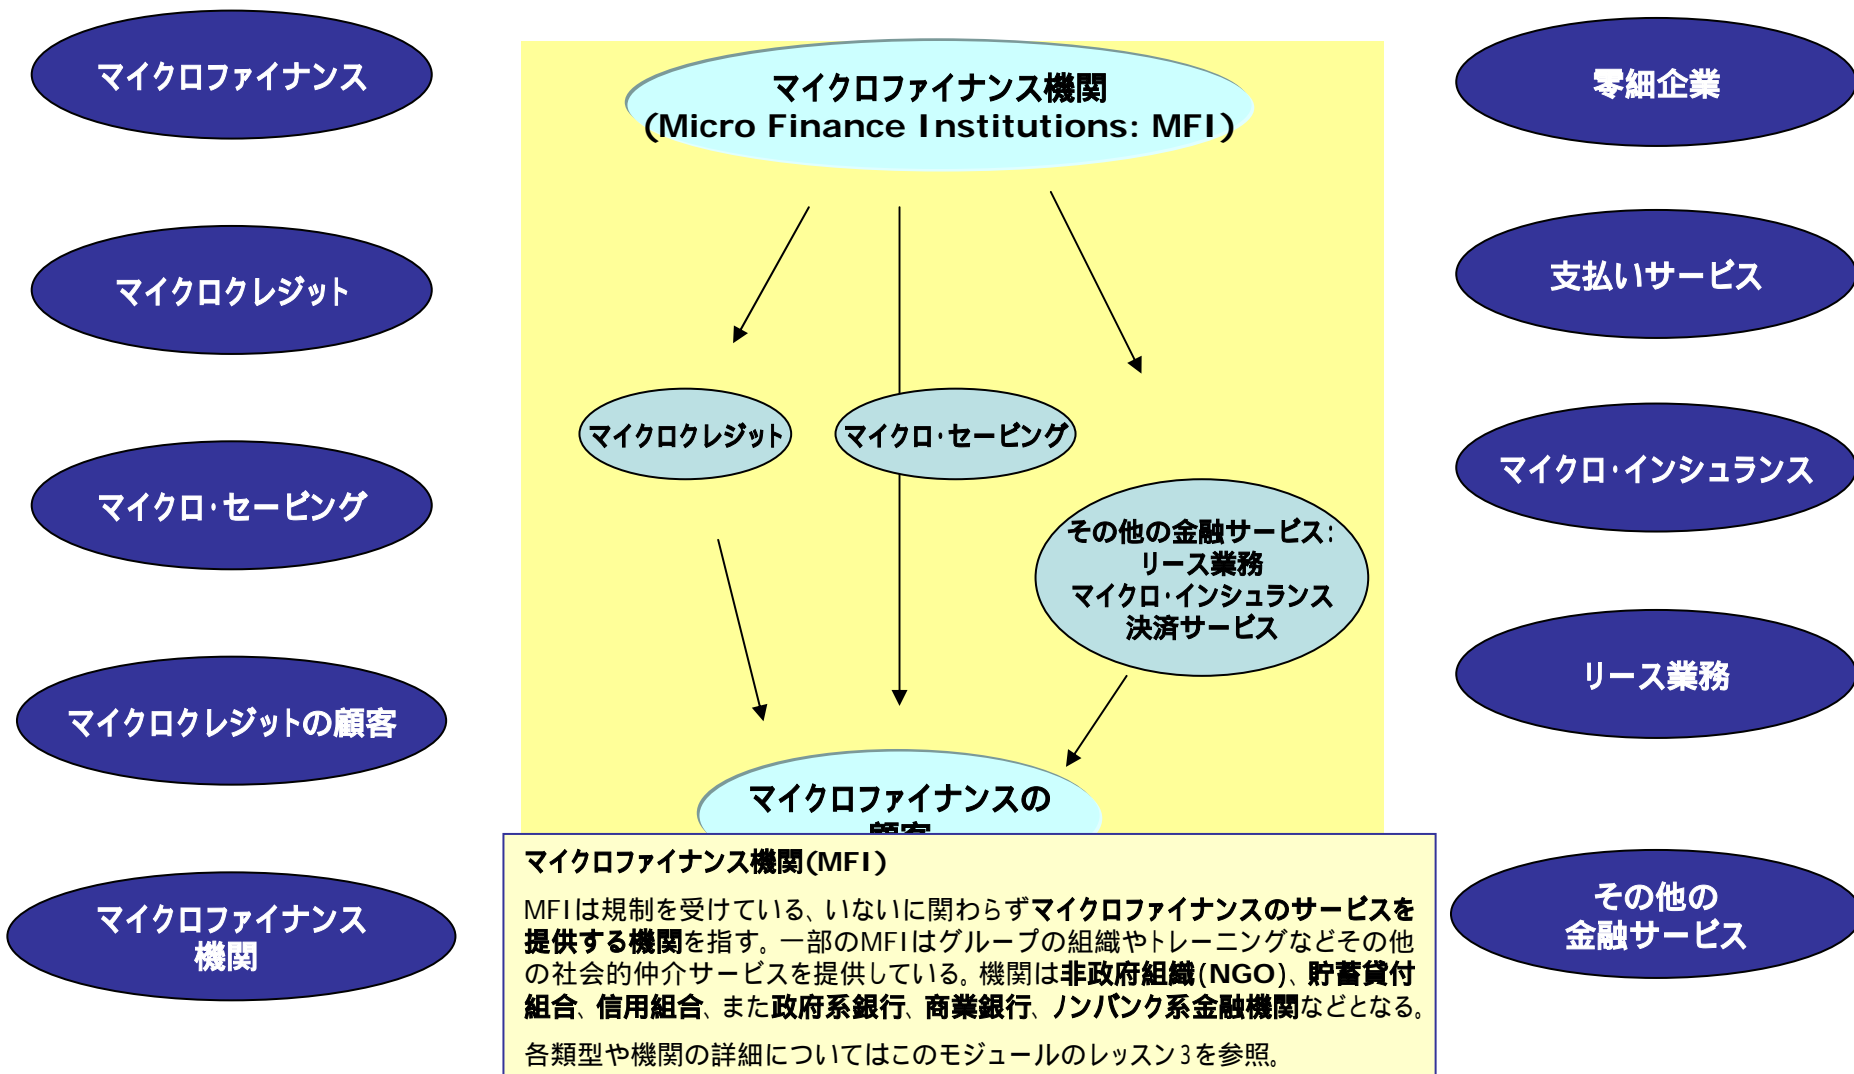 マイクロファイナンス
マイクロクレジット
マイクロ・セービング
マイクロクレジットの顧客
マイクロファイナンス
機関
マイクロファイナンス機関
(Micro Finance Institutions: MFI)
マイクロクレジット
マイクロ・セービング
その他の金融サービス:
リース業務
マイクロ・インシュランス
決済サービス
マイクロファイナンスの
顧客
マイクロファイナンス機関(MFI)
MFIは規制を受けている、いないに関わらずマイクロファイナンスのサービスを
提供する機関を指す。一部のMFIはグループの組織やトレーニングなどその他
の社会的仲介サービスを提供している。機関は非政府組織(NGO)、貯蓄貸付
組合、信用組合、また政府系銀行、商業銀行、ノンバンク系金融機関などとなる。
各類型や機関の詳細についてはこのモジュールのレッスン3を参照。
零細企業
支払いサービス
マイクロ・インシュランス
リース業務
その他の
金融サービス